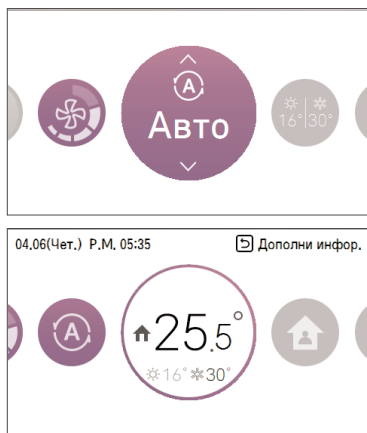 A
Авто
16° 30°
04.06(Чет.) P.M. 05:35 Дополни инфор.
A
25.5°
16° 30°